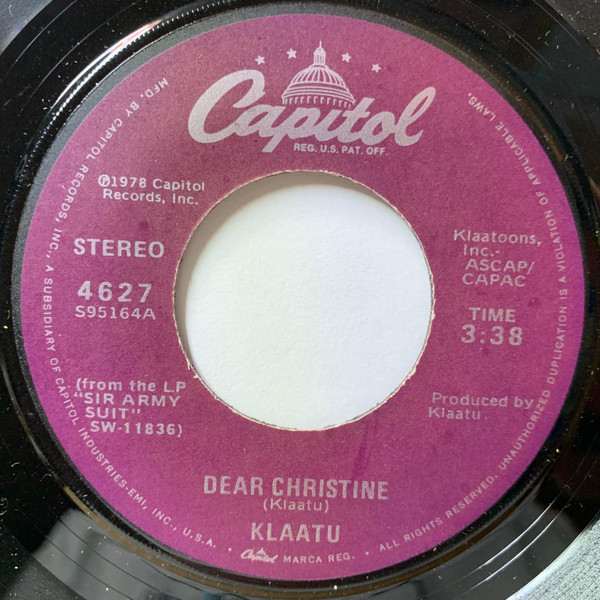 Capitol
REG. U.S. PAT. OFF.
℗1978 Capitol
Records, Inc.
STEREO
4627
S95164A
(from the LP
"SIR ARMY
SUIT"
SW-11836)
Klaatoons,
Inc.-
ASCAP/
CAPAC
TIME
3:38
Produced by
Klaatu
DEAR CHRISTINE
(Klaatu)
KLAATU
MFD. BY CAPITOL RECORDS, INC., A SUBSIDIARY OF CAPITOL INDUSTRIES-EMI, INC., U.S.A. • Capitol MARCA REG. • ALL RIGHTS RESERVED. UNAUTHORIZED DUPLICATION IS A VIOLATION OF APPLICABLE LAWS.